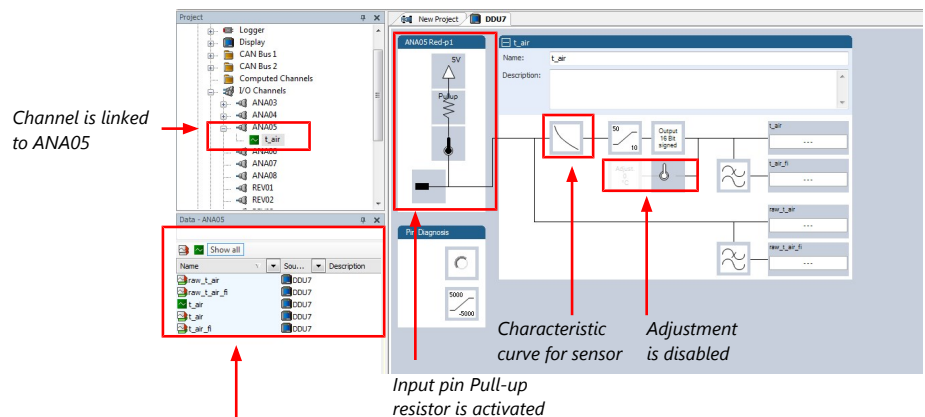 Project
New Project
DDU7
Logger
Display
CAN Bus 1
CAN Bus 2
Computed Channels
I/O Channels
ANA03
ANA04
ANA05
t_air
ANA06
ANA07
ANA08
REV01
REV02
Channel is linked
to ANA05
ANA05 Red-p1
5V
Pullup
t_air
Name:
t_air
Description:
50
10
Output
16 Bit
signed
Adjust
t_air
---
t_air_fi
---
raw_t_air
---
raw_t_air_fi
---
Pin Diagnosis
5000
-5000
Data - ANA05
Show all
Name
Sou...
Description
raw_t_air
DDU7
raw_t_air_fi
DDU7
t_air
DDU7
t_air
DDU7
t_air_fi
DDU7
Characteristic
curve for sensor
Adjustment
is disabled
Input pin Pull-up
resistor is activated